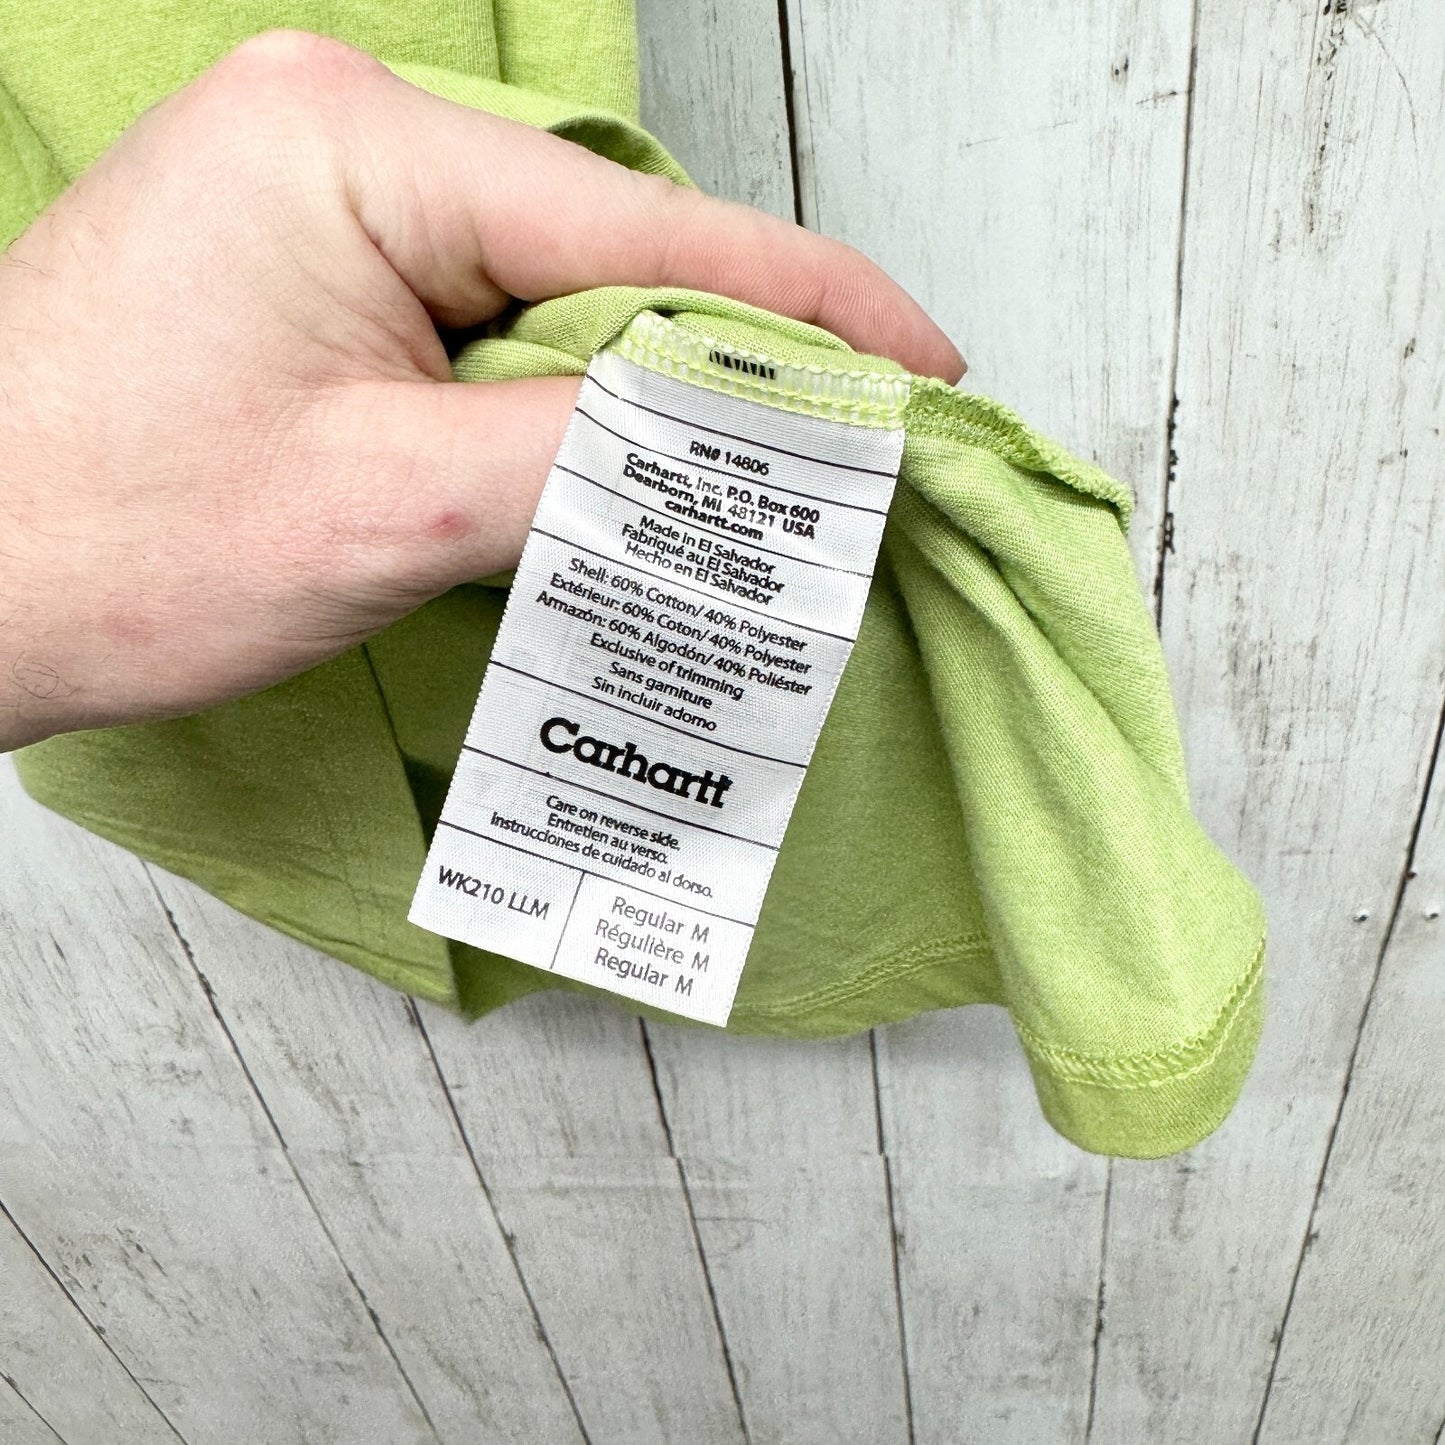 RN# 14806
Carhartt, Inc. P.O. Box 600
Dearborn, MI 48121 USA
carhartt.com
Made in El Salvador
Fabriqué au El Salvador
Hecho en El Salvador
Shell: 60% Cotton/ 40% Polyester
Extérieur: 60% Coton/ 40% Polyester
Armazón: 60% Algodón/ 40% Poliéster
Exclusive of trimming
Sans garniture
Sin incluir adorno
Carhartt
Care on reverse side.
Entretien au verso.
Instrucciones de cuidado al dorso.
WK210 LLM
Regular M
Régulière M
Regular M